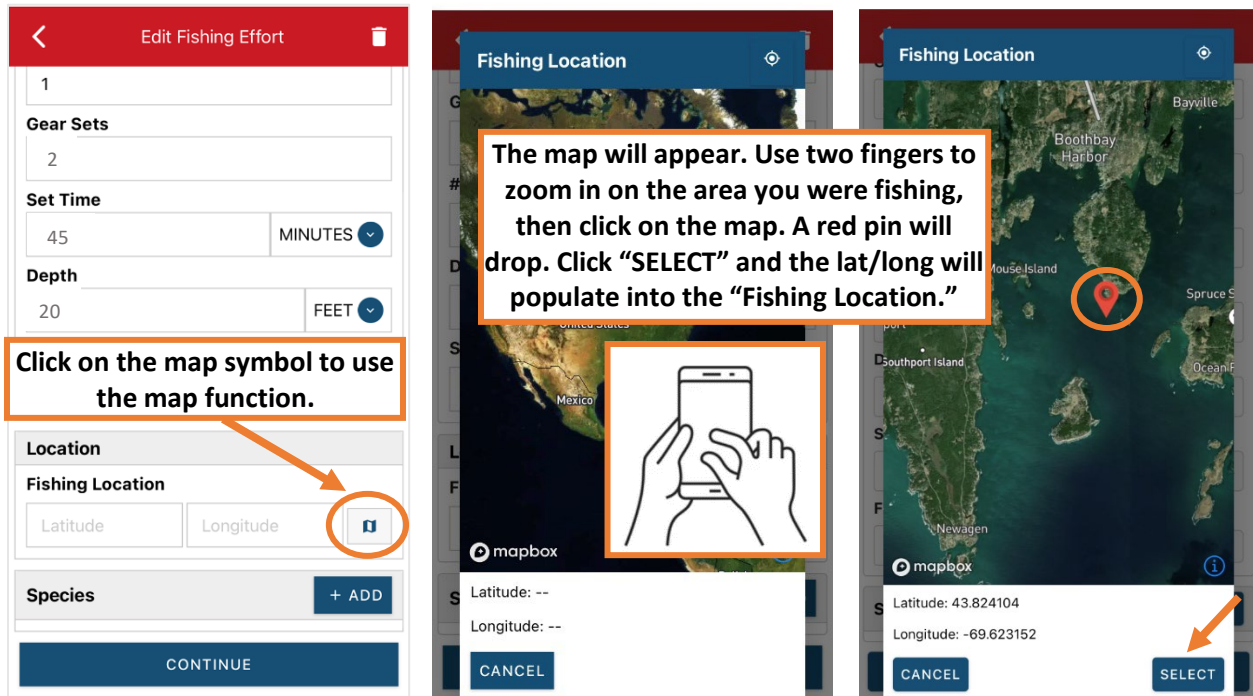 Edit Fishing Effort
1
Gear Sets
2
Set Time
45
MINUTES
Depth
20
FEET
Click on the map symbol to use
the map function.
Location
Fishing Location
Latitude
Longitude
Species
+ ADD
CONTINUE
Fishing Location
G
#
D
S
L
F
S
The map will appear. Use two fingers to
zoom in on the area you were fishing,
then click on the map. A red pin will
drop. Click “SELECT” and the lat/long will
populate into the “Fishing Location.”
United States
Mexico
mapbox
Latitude: --
Longitude: --
CANCEL
Fishing Location
Bayville
Boothbay
Harbor
Mouse Island
Spruce S
port
D
Southport Island
Ocean
S
F
Newagen
mapbox
i
S
Latitude: 43.824104
Longitude: -69.623152
CANCEL
SELECT